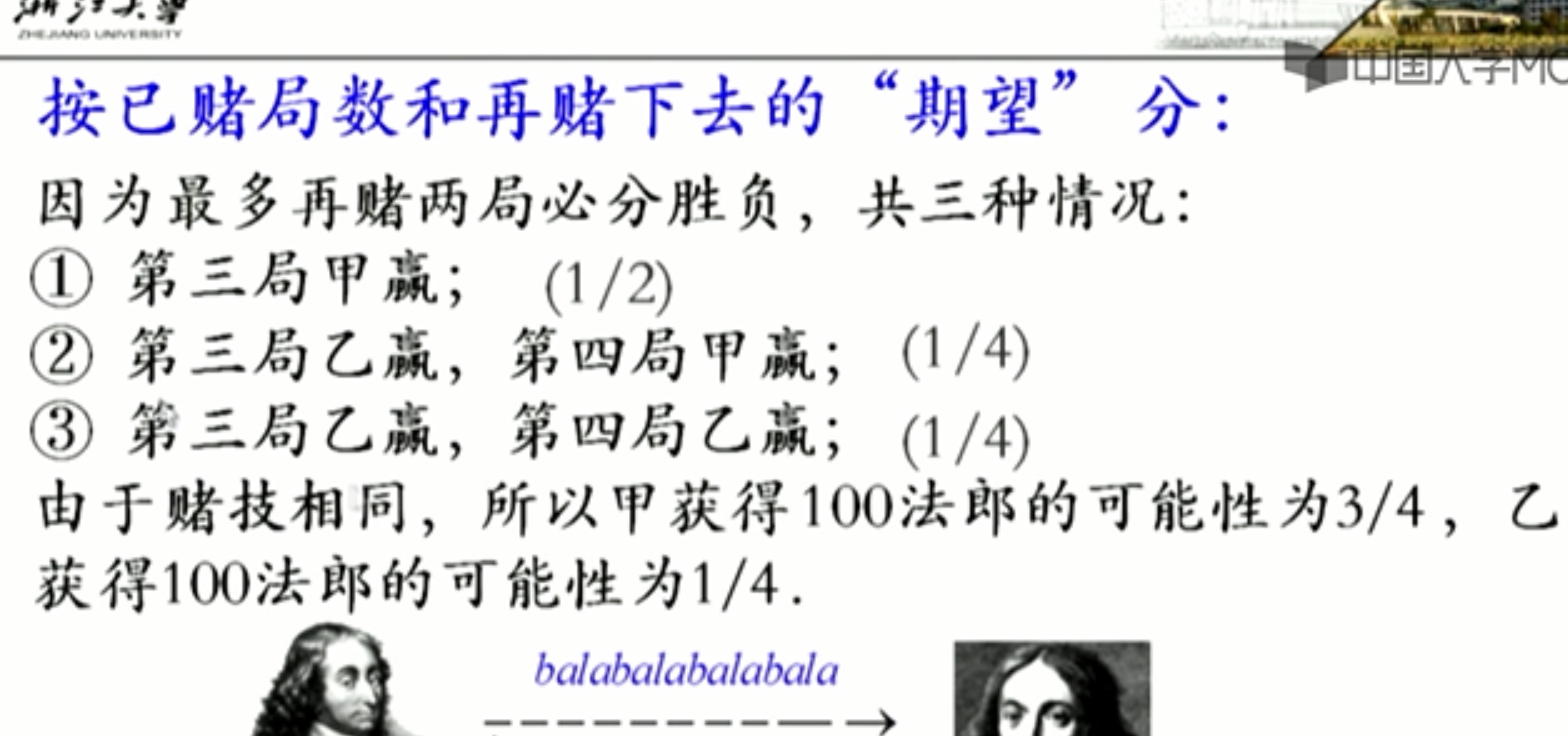 浙江大学
ZHEJIANG UNIVERSITY
中国大学MO
按已赌局数和再赌下去的“期望” 分：
因为最多再赌两局必分胜负，共三种情况：
① 第三局甲赢； (1/2)
② 第三局乙赢，第四局甲赢； (1/4)
③ 第三局乙赢，第四局乙赢； (1/4)
由于赌技相同，所以甲获得100法郎的可能性为3/4，乙
获得100法郎的可能性为1/4.
balabalabalabala